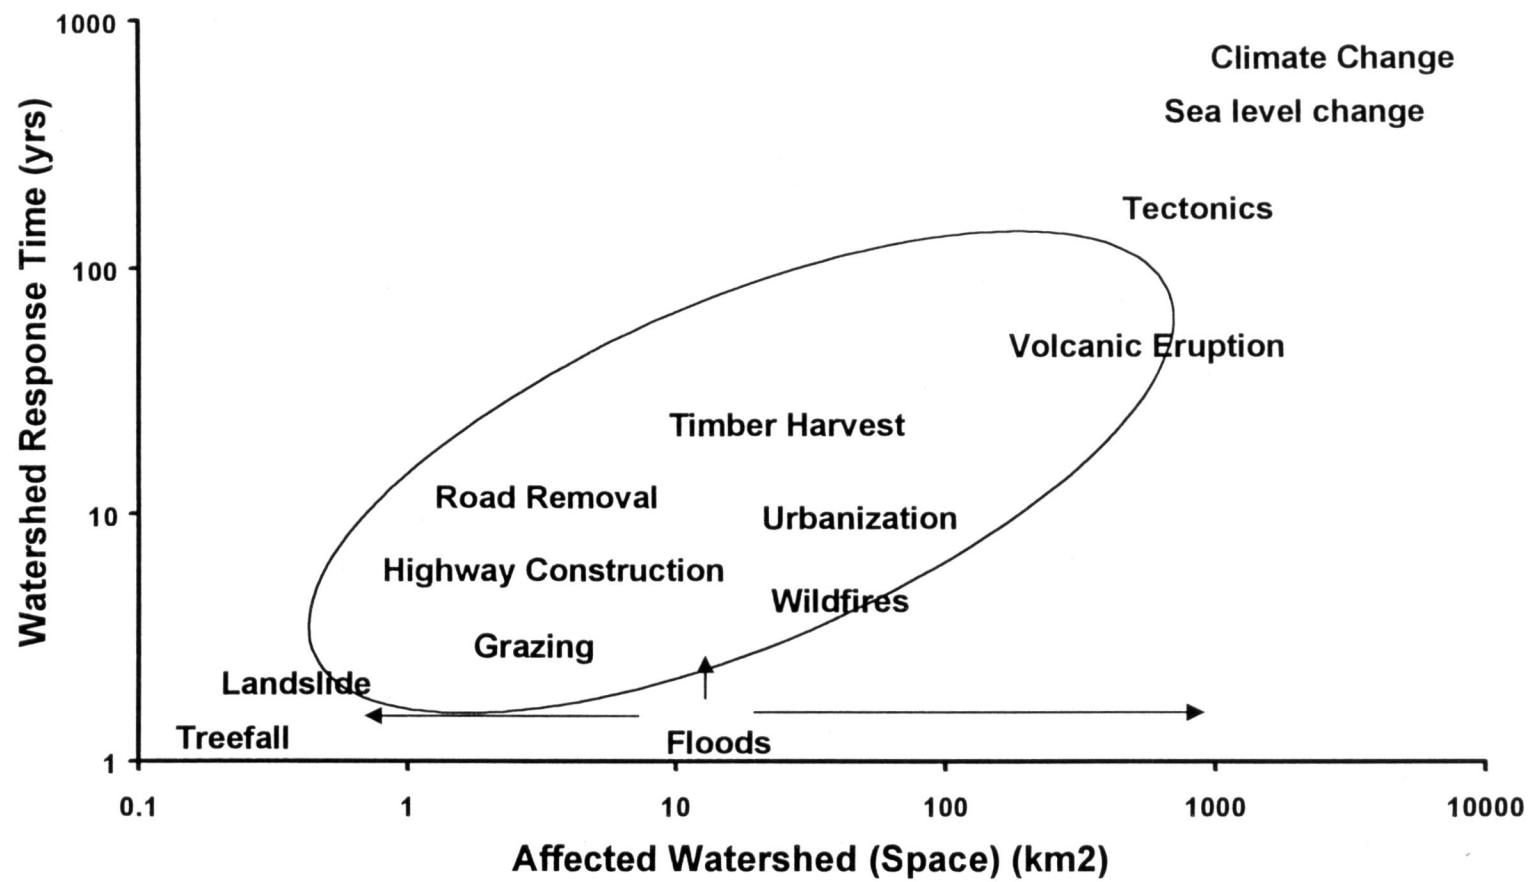 1000
Climate Change
Sea level change
Tectonics
100
Volcanic Eruption
Timber Harvest
Road Removal
Urbanization
10
Highway Construction
Wildfires
Grazing
Landslide
Treefall
Floods
1
0.1 1 10 100 1000 10000
Affected Watershed (Space) (km2)
Watershed Response Time (yrs)